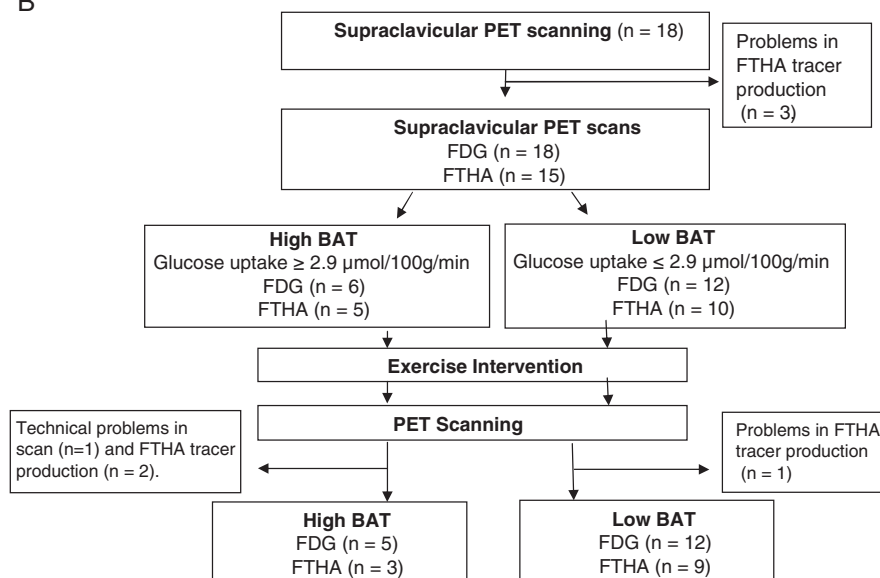 B
Supraclavicular PET scanning (n = 18)
Problems in
FTHA tracer
production
(n = 3)
Supraclavicular PET scans
FDG (n = 18)
FTHA (n = 15)
High BAT
Glucose uptake ≥ 2.9 μmol/100g/min
FDG (n = 6)
FTHA (n = 5)
Low BAT
Glucose uptake ≤ 2.9 μmol/100g/min
FDG (n = 12)
FTHA (n = 10)
Exercise Intervention
PET Scanning
Technical problems in
scan (n=1) and FTHA tracer
production (n = 2).
Problems in FTHA
tracer production
(n = 1)
High BAT
FDG (n = 5)
FTHA (n = 3)
Low BAT
FDG (n = 12)
FTHA (n = 9)